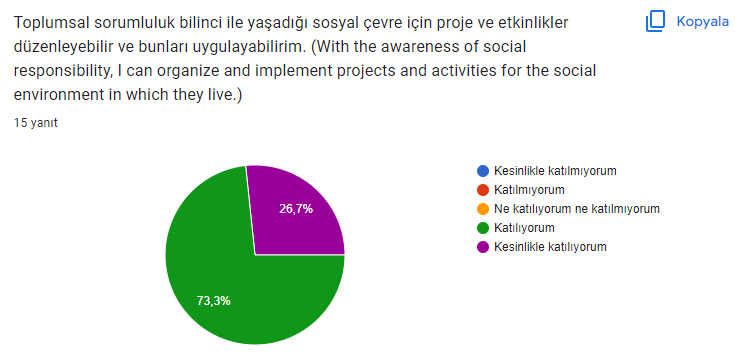 Toplumsal sorumluluk bilinci ile yaşadığı sosyal çevre için proje ve etkinlikler
düzenleyebilir ve bunları uygulayabilirim. (With the awareness of social
responsibility, I can organize and implement projects and activities for the social
environment in which they live.)
Kopyala
15 yanıt
26,7%
73,3%
Kesinlikle katılmıyorum
Katılmıyorum
Ne katılıyorum ne katılmıyorum
Katılıyorum
Kesinlikle katılıyorum